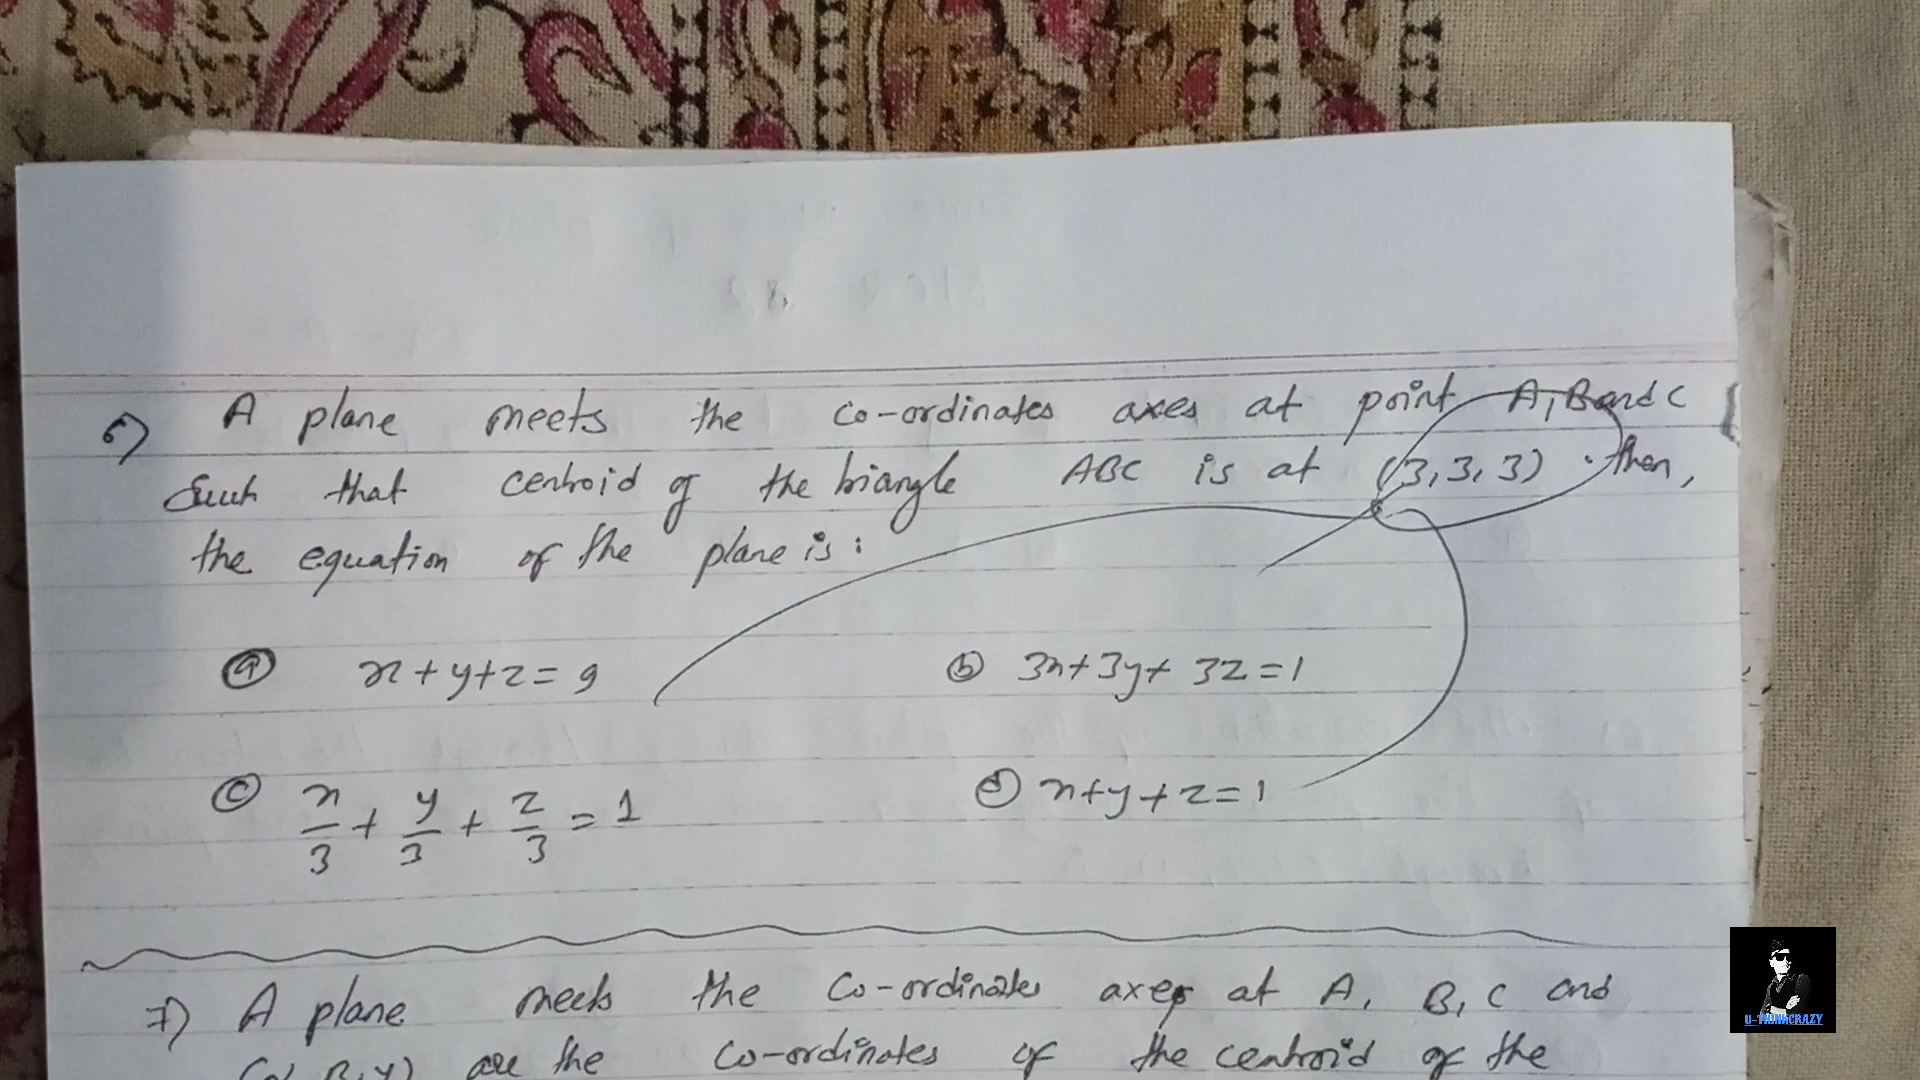 6) A plane meets the co-ordinates axes at point A, B and C
Such that centroid of the triangle ABC is at (3, 3, 3) . then,
the equation of the plane is :
(a) x + y + z = 9
(b) 3x + 3y + 3z = 1
(c) x/3 + y/3 + z/3 = 1
(d) x + y + z = 1
7) A plane meets the Co-ordinates axes at A, B, C and
are the Co-ordinates of the centroid of the
U-THINKCRAZY